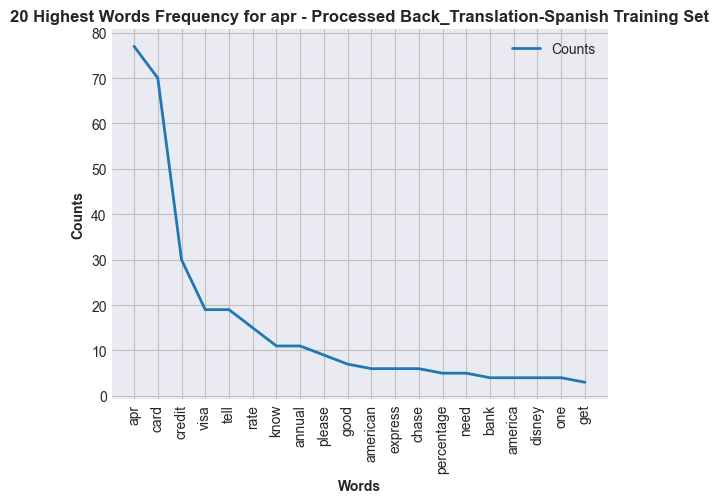 20 Highest Words Frequency for apr - Processed Back_Translation-Spanish Training Set
Counts
80
70
60
50
40
30
20
10
0
Counts
apr
card
credit
visa
tell
rate
know
annual
please
good
american
express
chase
percentage
need
bank
america
disney
one
get
Words